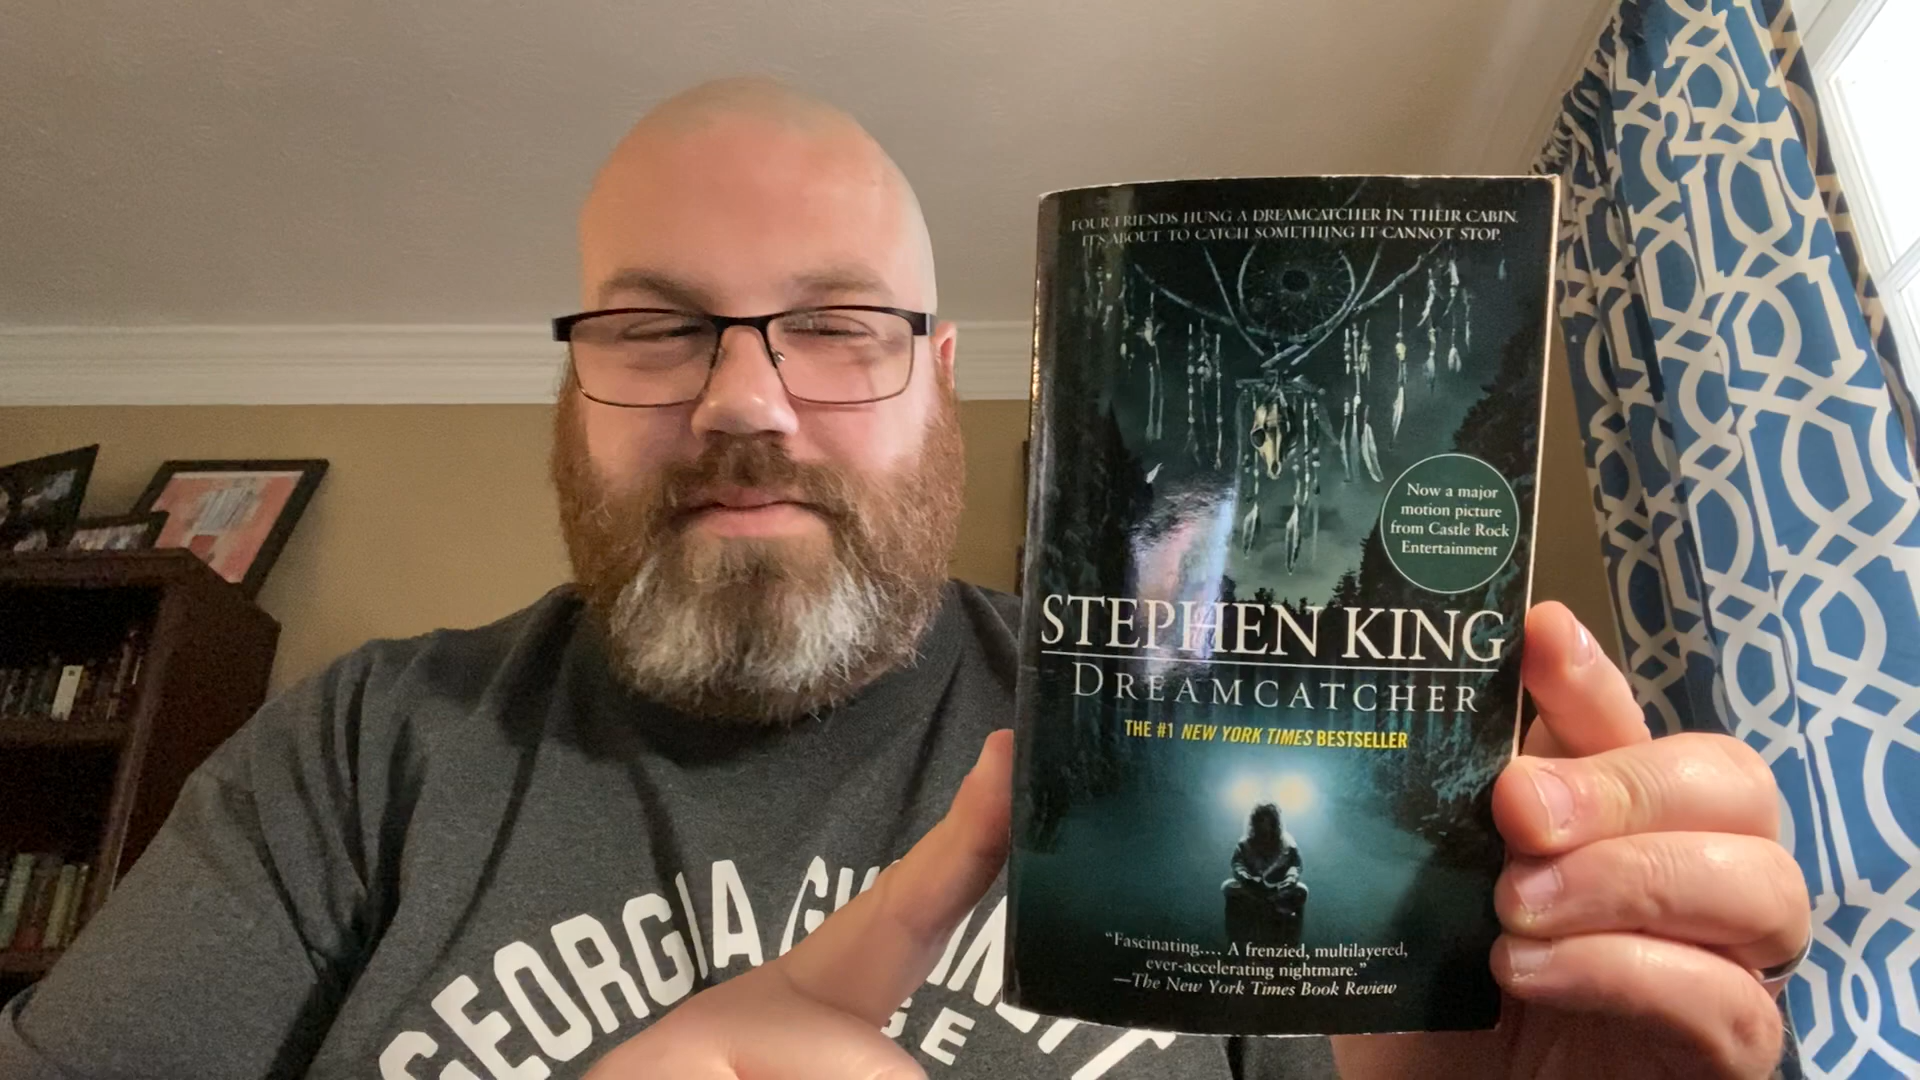 FOUR FRIENDS HUNG A DREAMCATCHER IN THEIR CABIN.
IT'S ABOUT TO CATCH SOMETHING IT CANNOT STOP.
Now a major
motion picture
from Castle Rock
Entertainment
STEPHEN KING
DREAMCATCHER
THE #1 NEW YORK TIMES BESTSELLER
"Fascinating.... A frenzied, multilayered,
ever-accelerating nightmare."
—The New York Times Book Review
GEORGIA